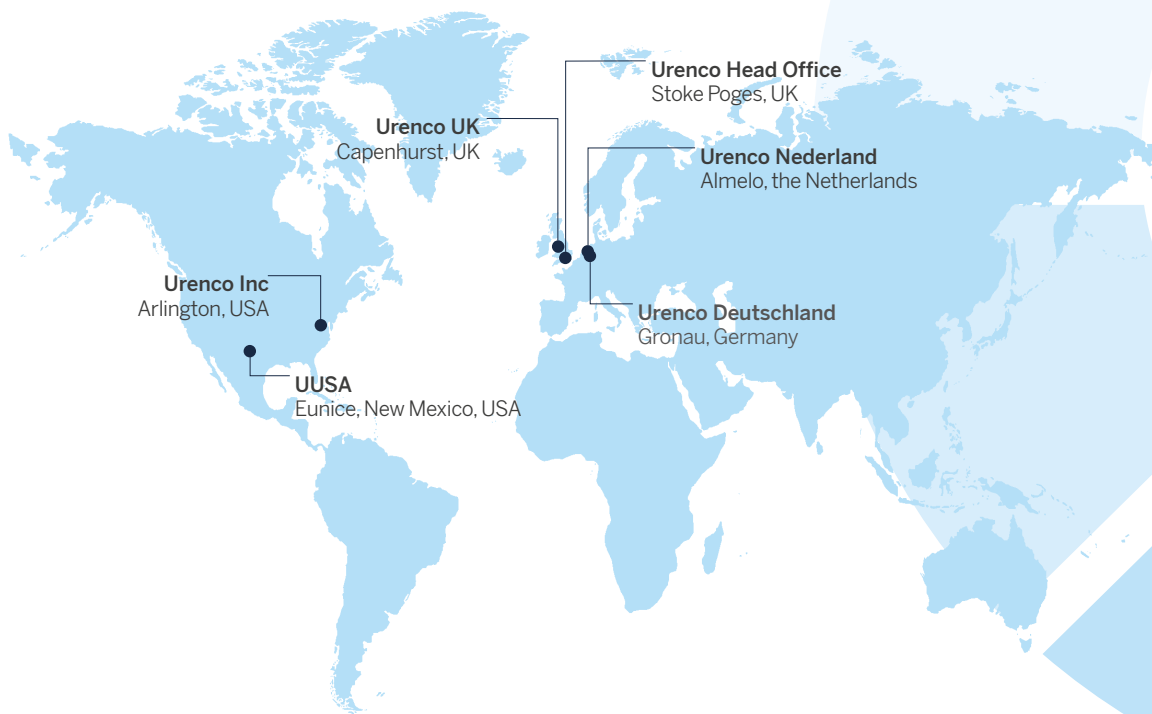 Urenco Head Office
Stoke Poges, UK
Urenco UK
Capenhurst, UK
Urenco Nederland
Almelo, the Netherlands
Urenco Inc
Arlington, USA
Urenco Deutschland
Gronau, Germany
UUSA
Eunice, New Mexico, USA